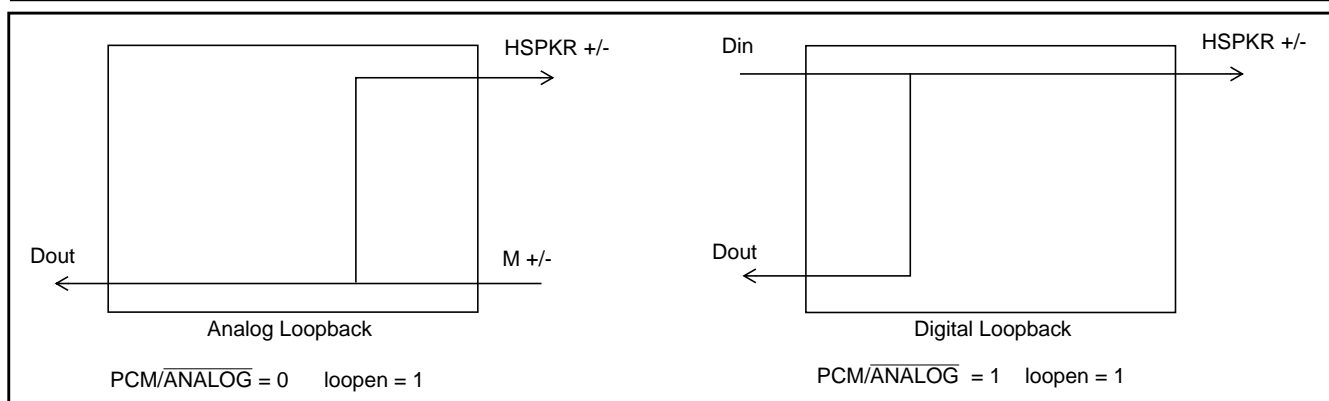 HSPKR +/-
Dout
M +/-
Analog Loopback
PCM/ANALOG = 0 loopen = 1
Din
HSPKR +/-
Dout
Digital Loopback
PCM/ANALOG = 1 loopen = 1